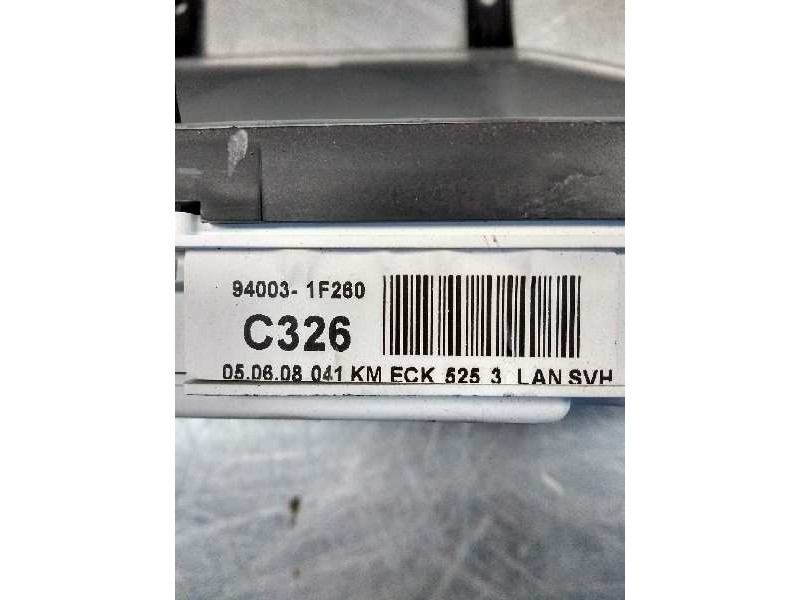 94003- 1F260
C326
05.06.08 041 KM ECK 525 3 LAN SVH